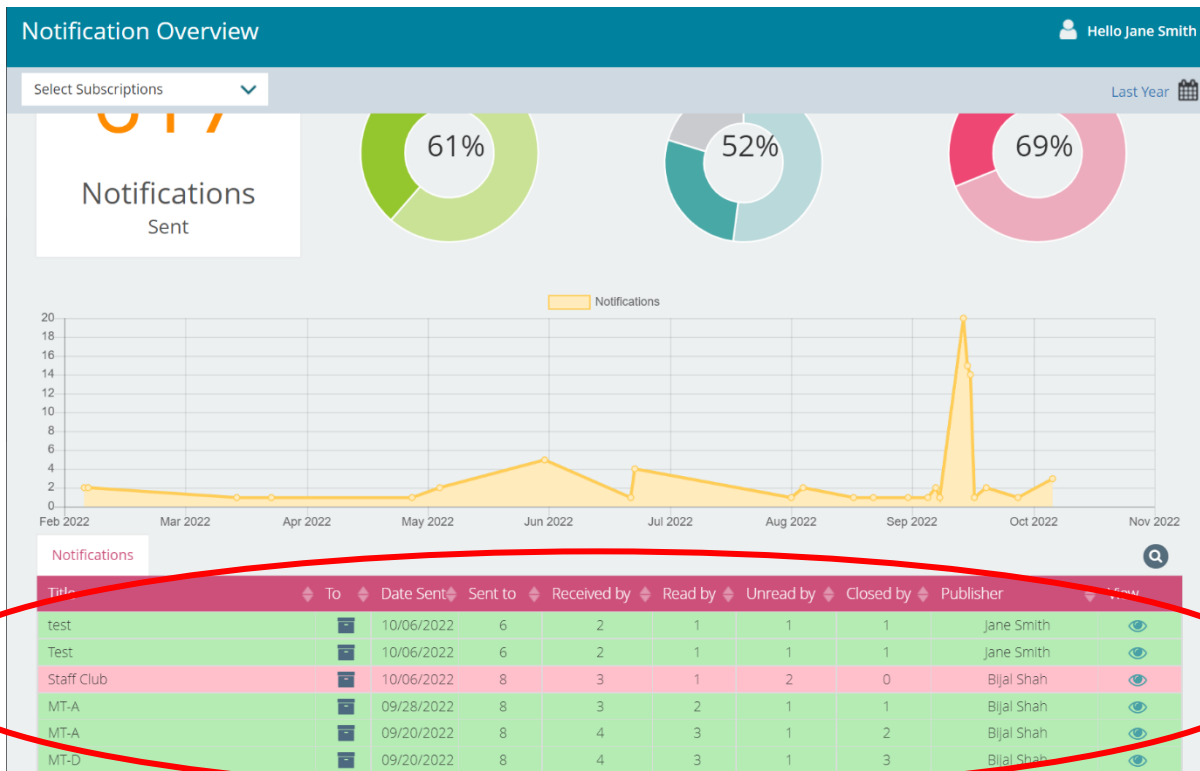 Notification Overview
Hello Jane Smith
Select Subscriptions
Last Year
61%
52%
69%
Notifications
Sent
Notifications
20
18
16
14
12
10
8
6
4
2
0
Feb 2022 Mar 2022 Apr 2022 May 2022 Jun 2022 Jul 2022 Aug 2022 Sep 2022 Oct 2022 Nov 2022
Notifications
Title To Date Sent Sent to Received by Read by Unread by Closed by Publisher View
test 10/06/2022 6 2 1 1 1 Jane Smith
Test 10/06/2022 6 2 1 1 1 Jane Smith
Staff Club 10/06/2022 8 3 1 2 0 Bijal Shah
MT-A 09/28/2022 8 3 2 1 1 Bijal Shah
MT-A 09/20/2022 8 4 3 1 2 Bijal Shah
MT-D 09/20/2022 8 4 3 1 3 Bijal Shah